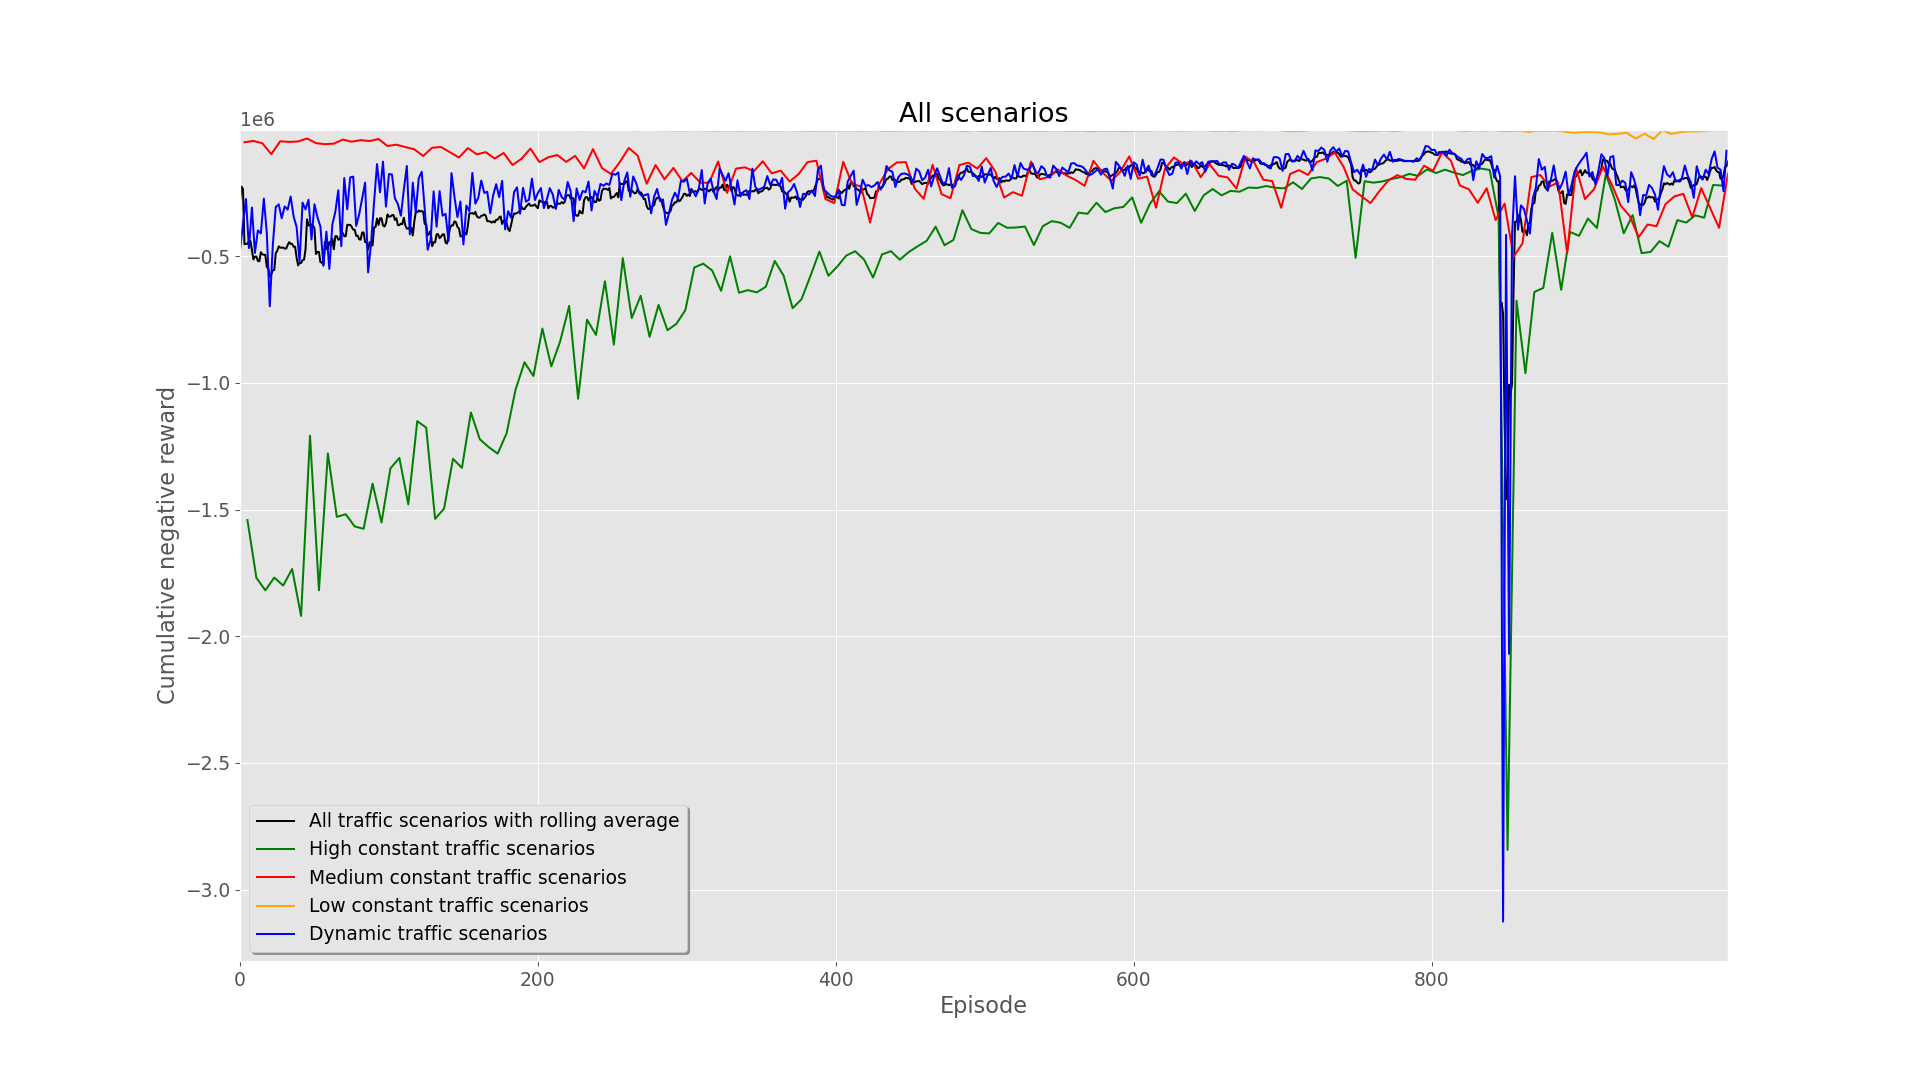 All scenarios
1e6
−0.5
−1.0
−1.5
−2.0
−2.5
−3.0
Cumulative negative reward
All traffic scenarios with rolling average
High constant traffic scenarios
Medium constant traffic scenarios
Low constant traffic scenarios
Dynamic traffic scenarios
0 200 400 600 800
Episode